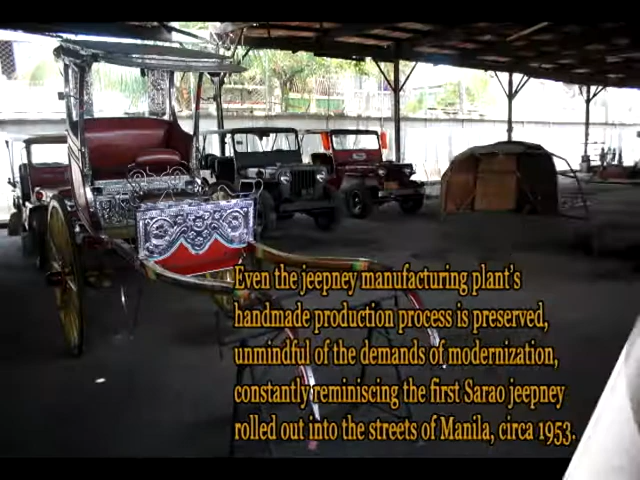 Even the jeepney manufacturing plant's
handmade production process is preserved,
unmindful of the demands of modernization,
constantly reminiscing the first Sarao jeepney
rolled out into the streets of Manila, circa 1953.